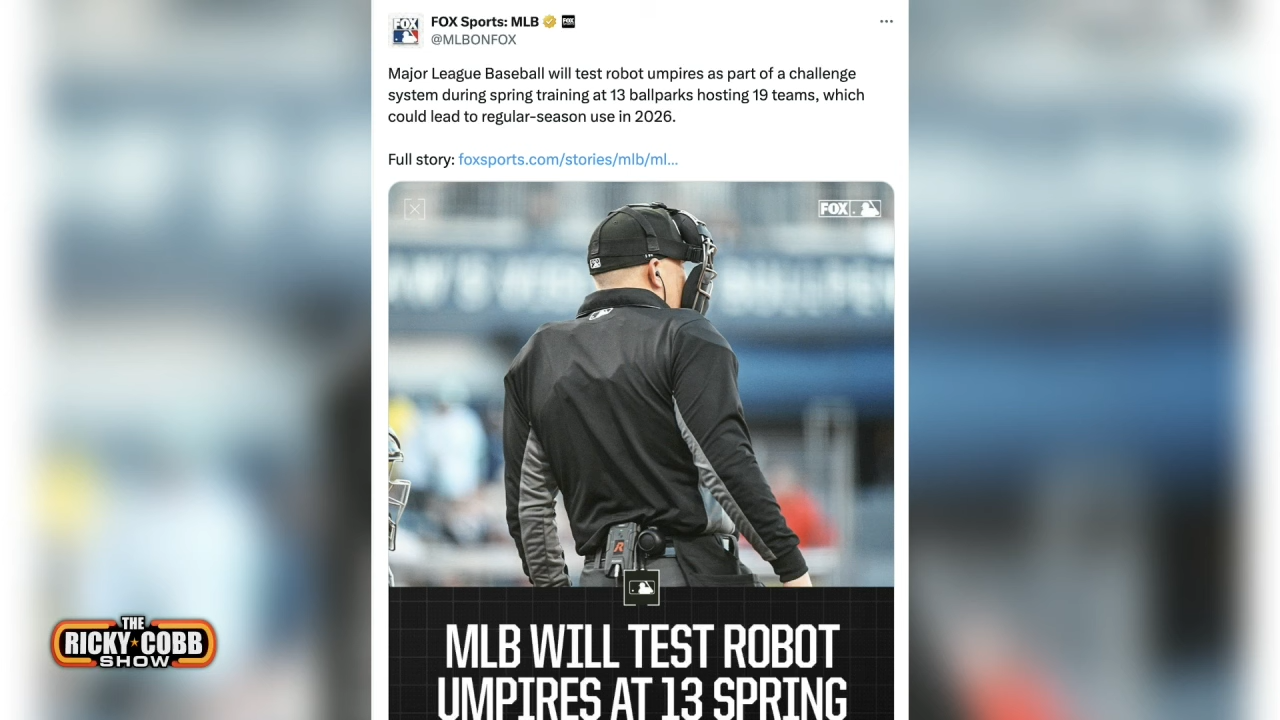 FOX Sports: MLB
@MLBONFOX
Major League Baseball will test robot umpires as part of a challenge
system during spring training at 13 ballparks hosting 19 teams, which
could lead to regular-season use in 2026.
Full story: foxsports.com/stories/mlb/ml...
FOX
THE
RICKY COBB
SHOW
MLB WILL TEST ROBOT
UMPIRES AT 13 SPRING